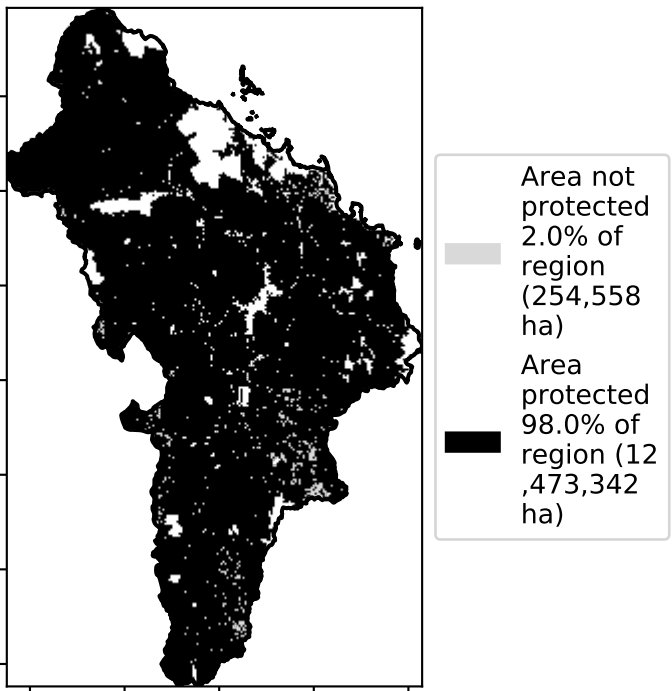 Area not
protected
2.0% of
region
(254,558
ha)
Area
protected
98.0% of
region (12
,473,342
ha)